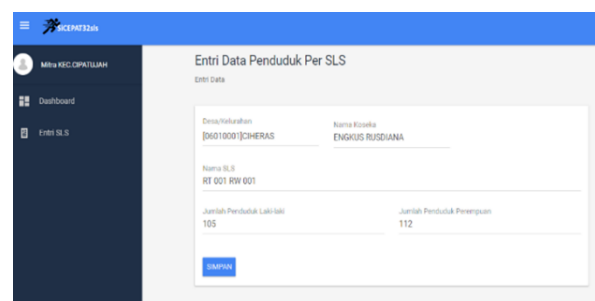 SICEPAT32sls
Mitra KEC.CIPATUJAH
Dashboard
Entri SLS
Entri Data Penduduk Per SLS
Entri Data
Desa/Kelurahan
[06010001]CIHERAS
Nama Koseka
ENGKUS RUSDIANA
Nama SLS
RT 001 RW 001
Jumlah Penduduk Laki-laki
105
Jumlah Penduduk Perempuan
112
SIMPAN